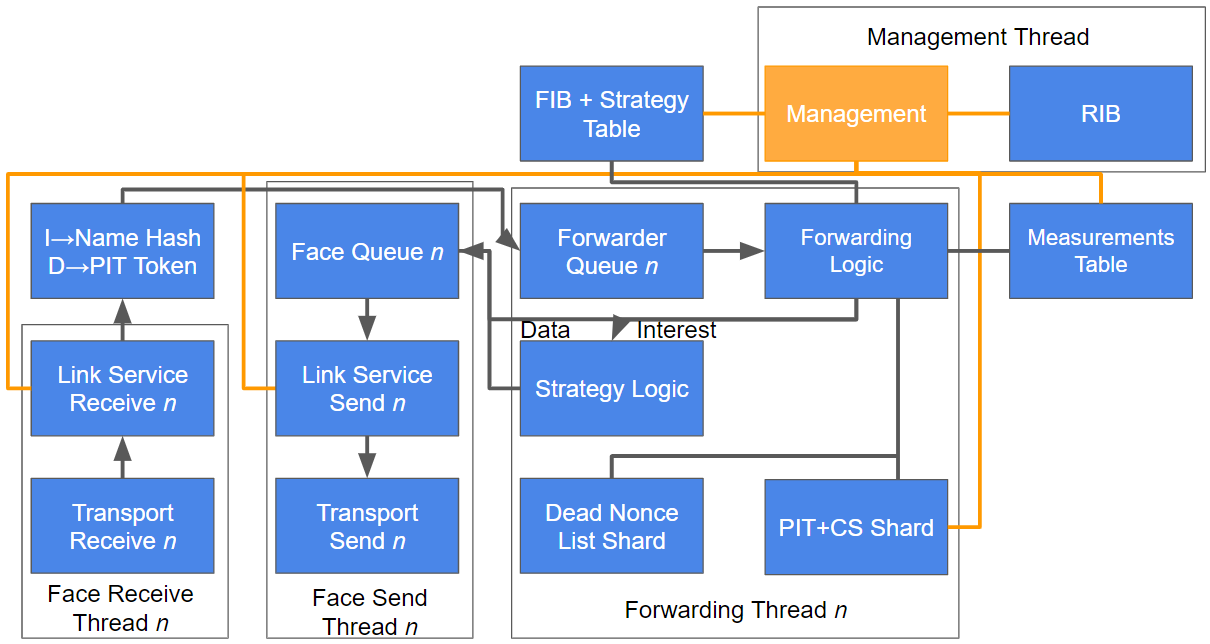 Management Thread
FIB + Strategy
Table
Management
RIB
I→Name Hash
D→PIT Token
Face Queue n
Forwarder
Queue n
Forwarding
Logic
Measurements
Table
Data
Interest
Link Service
Receive n
Link Service
Send n
Strategy Logic
Transport
Receive n
Transport
Send n
Dead Nonce
List Shard
PIT+CS Shard
Face Receive
Thread n
Face Send
Thread n
Forwarding Thread n